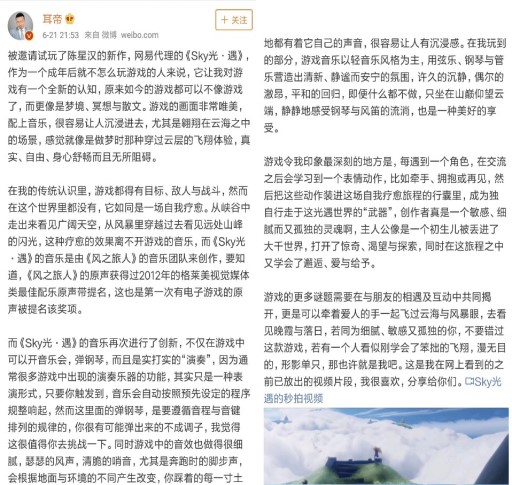 耳帝
6-21 21:53 来自 微博 weibo.com
+关注
被邀请试玩了陈星汉的新作，网易代理的《Sky光·遇》，
作为一个成年后就不怎么玩游戏的人来说，它让我对游
戏有一个全新的认知，原来如今的游戏都可以不像游戏
了，而更像是梦境、冥想与散文。游戏的画面非常唯美，
配上音乐，很容易让人沉浸进去，尤其是翱翔在云海之中
的场景，感觉就像是做梦时那种穿过云层的飞翔体验，真
实、自由、身心舒畅而且无所阻碍。
在我的传统认识里，游戏都得有目标、敌人与战斗，然而
在这个世界里都没有，它如同是一场自我疗愈。从峡谷中
走出来看见广阔天空，从风暴里穿越过去看见远处山峰
的闪光，这种疗愈的效果离不开游戏的音乐，而《Sky光
·遇》的音乐是由《风之旅人》的音乐团队来创作，要知
道，《风之旅人》的原声获得过2012年的格莱美视觉媒体
类最佳配乐原声带提名，这也是第一次有电子游戏的原
声被提名该奖项。
而《Sky光·遇》的音乐再次进行了创新，不仅在游戏中
可以开音乐会，弹钢琴，而且是实打实的“演奏”，因为通
常很多游戏中出现的演奏乐器的功能，其实只是一种表
演形式，只要你触发到，音乐会自动按照预先设定的程序
规整响起，然而这里面的弹钢琴，是要遵循音程与音键
排列的规律的，你很有可能弹出来的不成调子，我觉得
这很值得你去挑战一下。同时游戏中的音效也做得很细
腻，瑟瑟的风声，清脆的哨音，尤其是奔跑时的脚步声，
会根据地面与环境的不同产生改变，你踩着的每一寸土
地都有着它自己的声音，很容易让人有沉浸感。在我玩到
的部分，游戏音乐以轻音乐风格为主，用弦乐、钢琴与管
乐营造出清新、静谧而安宁的氛围，许久的沉静，偶尔的
激昂，平和的回归，即便什么都不做，只坐在山巅仰望云
端，静静地感受钢琴与风笛的流淌，也是一种美好的享
受。
游戏令我印象最深刻的地方是，每遇到一个角色，在交流
之后会学习到一个表情动作，比如牵手、拥抱或再见，然
后把这些动作装进这场自我疗愈旅程的行囊里，成为独
自行走于这光遇世界的“武器”，创作者真是一个敏感、细
腻而又孤独的灵魂啊，主人公像是一个初生儿被丢进了
大千世界，打开了惊奇、渴望与探索，同时在这旅程之中
又学会了邂逅、爱与给予。
游戏的更多谜题需要在与朋友的相遇及互动中共同揭
开，更是可以牵着爱人的手一起飞过云海与风暴眼，去看
见晚霞与落日，若同为细腻、敏感又孤独的你，不要错过
这款游戏，若有一个人看似刚学会了笨拙的飞翔，漫无目
的，形影单只，那也许就是我吧。这是我在网上看到的之
前已放出的视频片段，我很喜欢，分享给你们。Sky光
遇的秒拍视频